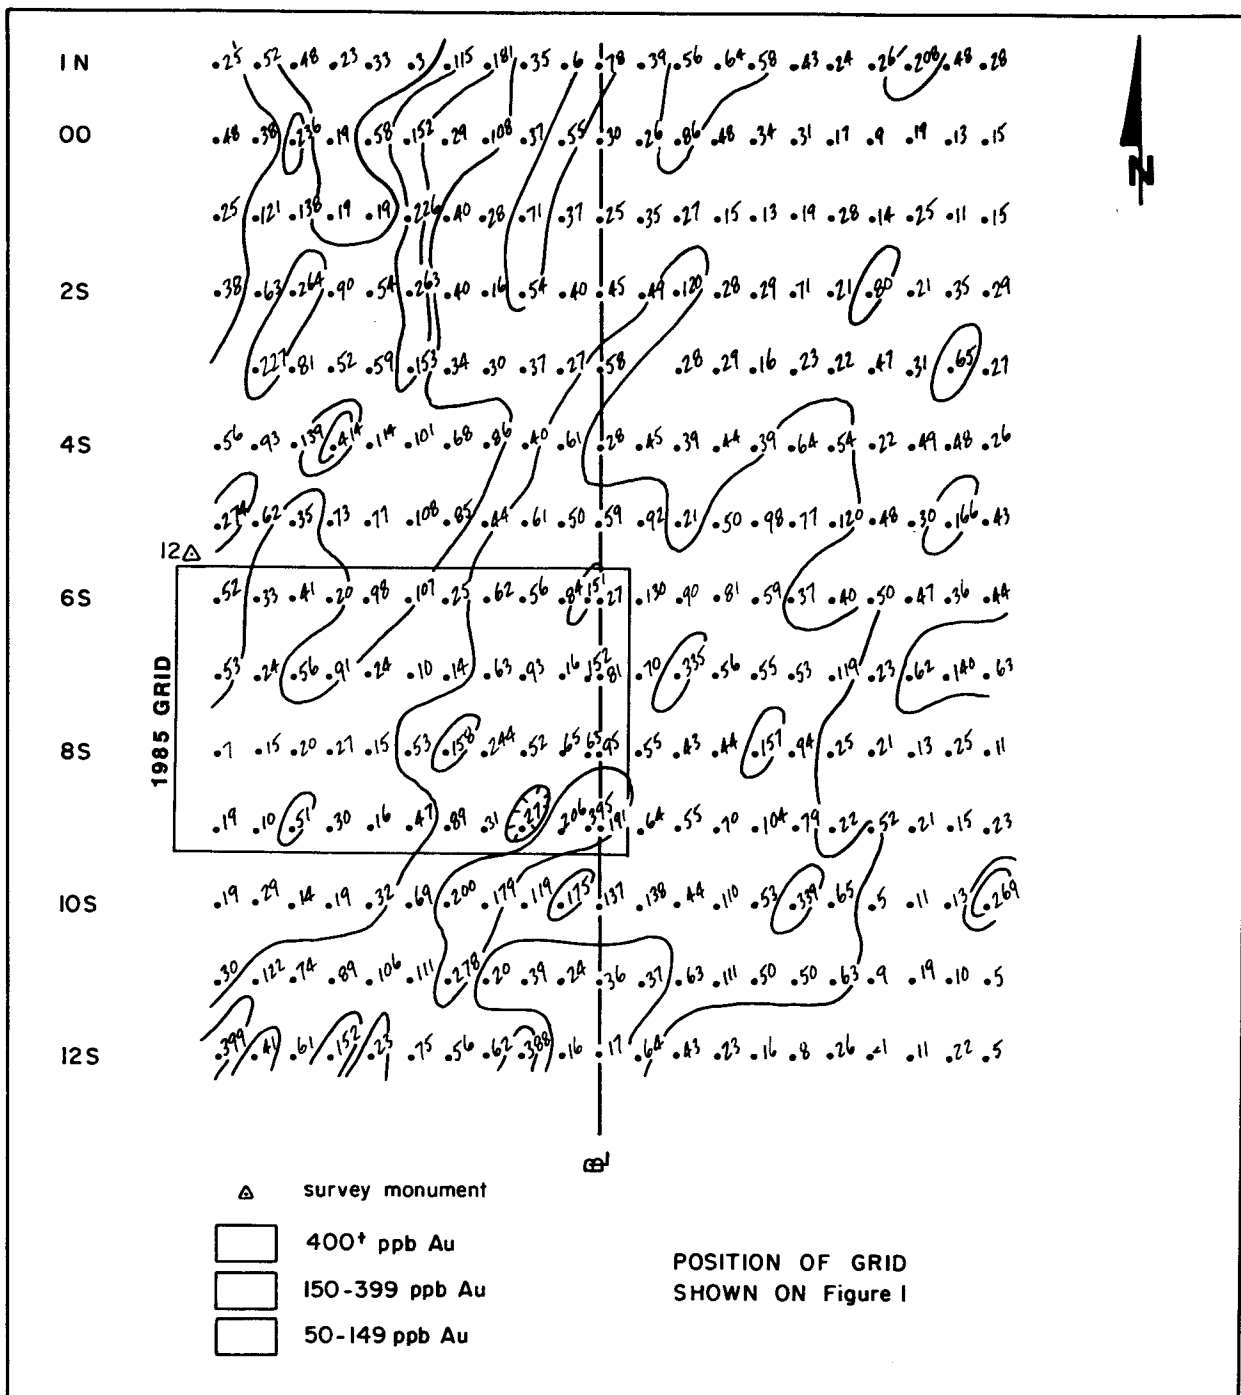 1N .25 .52 .48 .23 .33 .3 .115 .181 .35 .6 .78 .39 .56 .64 .58 .43 .24 .26 .208 .48 .28
00 .48 .38 .236 .19 .58 .152 .29 .108 .37 .55 .30 .26 .86 .48 .34 .31 .17 .9 .19 .13 .15
.25 .121 .138 .19 .19 .226 .40 .28 .71 .37 .25 .35 .27 .15 .13 .19 .28 .14 .25 .11 .15
2S .38 .63 .264 .90 .54 .263 .40 .16 .54 .40 .45 .49 .120 .28 .29 .71 .21 .80 .21 .35 .29
.227 .81 .52 .59 .153 .34 .30 .37 .27 .58 .28 .29 .16 .23 .22 .47 .31 .65 .27
4S .56 .93 .139 .414 .114 .101 .68 .86 .40 .61 .28 .45 .39 .44 .39 .64 .54 .22 .49 .48 .26
.274 .62 .35 .73 .77 .108 .85 .44 .61 .50 .59 .92 .21 .50 .98 .77 .120 .48 .30 .166 .43
12
6S .52 .33 .41 .20 .98 .107 .25 .62 .56 .84 .151 .27 .130 .90 .81 .59 .37 .40 .50 .47 .36 .44
.53 .24 .56 .91 .24 .10 .14 .63 .93 .16 .152 .81 .70 .335 .56 .55 .53 .119 .23 .62 .140 .63
1985 GRID
8S .7 .15 .20 .27 .15 .53 .158 .244 .52 .65 .65 .95 .55 .43 .44 .157 .94 .25 .21 .13 .25 .11
.19 .10 .51 .30 .16 .47 .89 .31 .27 .206 .395 .191 .64 .55 .70 .104 .79 .22 .52 .21 .15 .23
10S .19 .29 .14 .19 .32 .69 .200 .179 .119 .175 .137 .138 .44 .110 .53 .339 .65 .5 .11 .13 .269
.30 .122 .74 .89 .106 .111 .278 .20 .39 .24 .36 .37 .63 .111 .50 .50 .63 .9 .19 .10 .5
12S .399 .41 .61 .152 .23 .75 .56 .62 .388 .16 .17 .64 .43 .23 .16 .8 .26 .<1 .11 .22 .5
N
survey monument
400+ ppb Au
150-399 ppb Au
50-149 ppb Au
POSITION OF GRID
SHOWN ON Figure 1